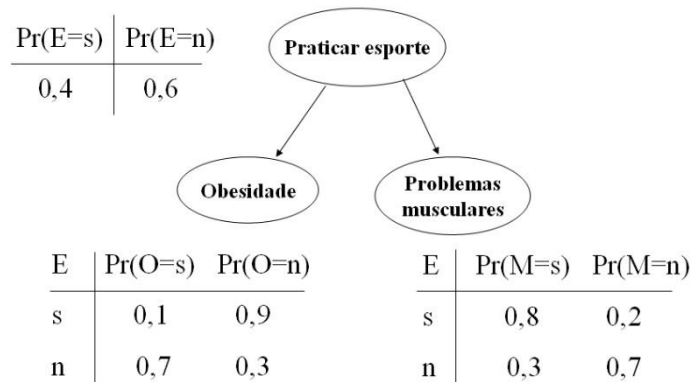 Pr(E=s) Pr(E=n)
0,4 0,6
Praticar esporte
Obesidade
Problemas
musculares
E Pr(O=s) Pr(O=n)
s 0,1 0,9
n 0,7 0,3
E Pr(M=s) Pr(M=n)
s 0,8 0,2
n 0,3 0,7